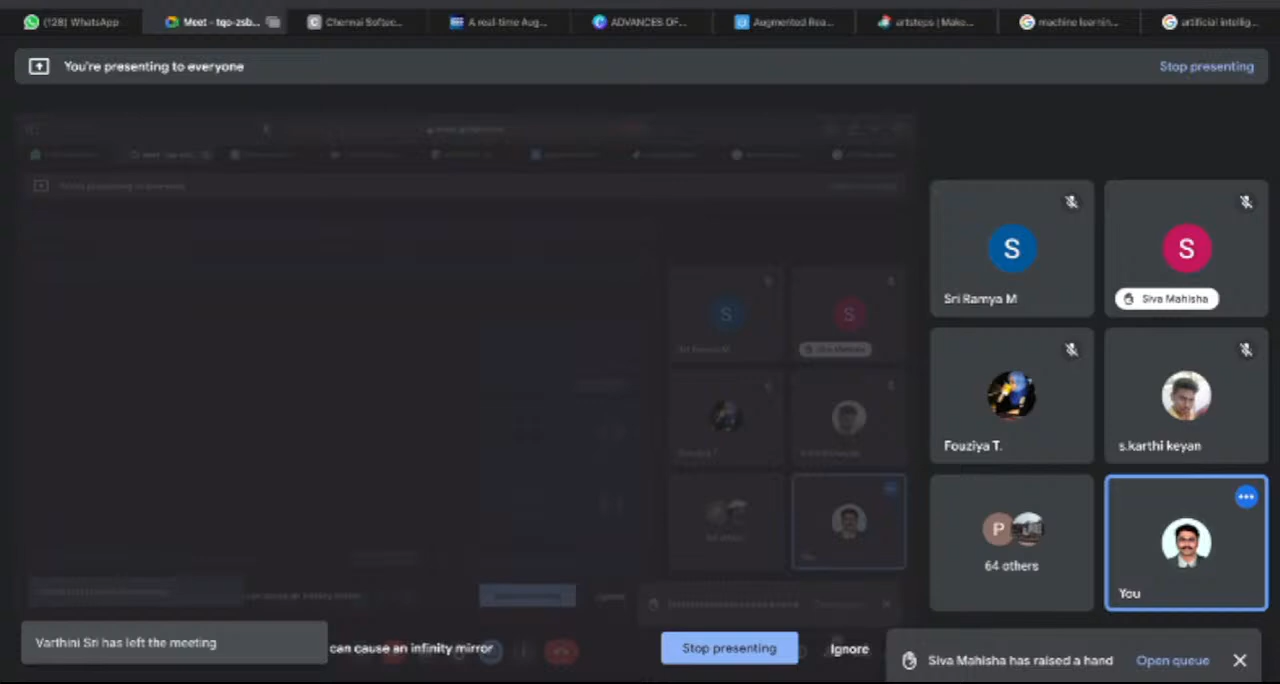 (128) WhatsApp
Meet - tqo-zsb...
Chennai Softec...
A real-time Aug...
ADVANCES OF...
Augmented Rea...
artsteps | Make...
machine learnin...
artificial intellig...
You're presenting to everyone
Stop presenting
S
Sri Ramya M
S
Siva Mahisha
Fouziya T.
s.karthi keyan
P
64 others
You
Varthini Sri has left the meeting
can cause an infinity mirror
Stop presenting
Ignore
Siva Mahisha has raised a hand
Open queue